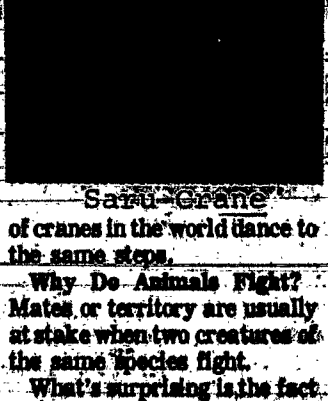 Saru Crane
of cranes in the world dance to
the same steps.
Why Do Animals Fight?
Mates or territory are usually
at stake when two creatures of
the same species fight.
What's surprising is the fact